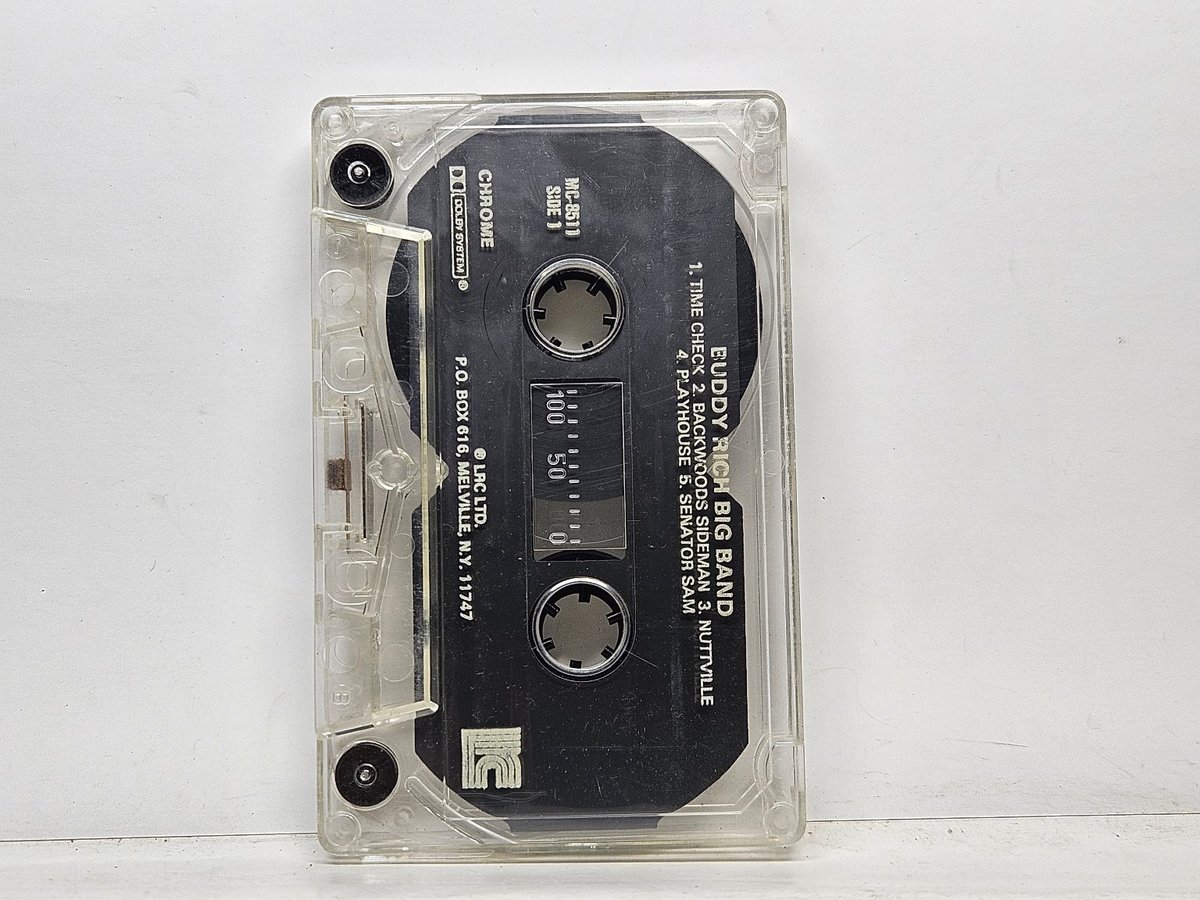 BUDDY RICH BIG BAND
1. TIME CHECK 2. BACKWOODS SIDEMAN 3. NUTTVILLE
4. PLAYHOUSE 5. SENATOR SAM
MC-8511
SIDE 1
100 50 0
CHROME
DOLBY SYSTEM ®
℗ LRC LTD.
P.O. BOX 616, MELVILLE, N.Y. 11747
lrc
B